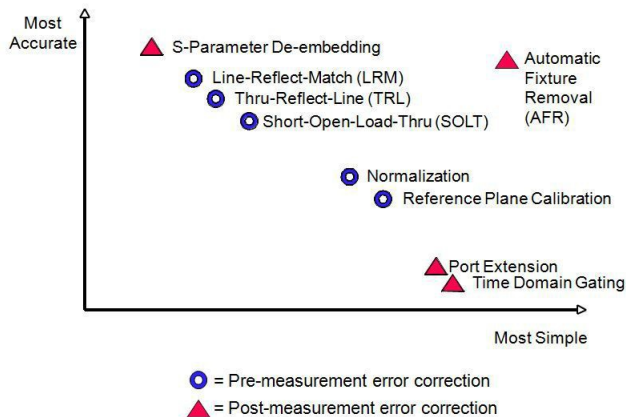 Most
Accurate
S-Parameter De-embedding
Line-Reflect-Match (LRM)
Thru-Reflect-Line (TRL)
Short-Open-Load-Thru (SOLT)
Automatic
Fixture
Removal
(AFR)
Normalization
Reference Plane Calibration
Port Extension
Time Domain Gating
Most Simple
= Pre-measurement error correction
= Post-measurement error correction